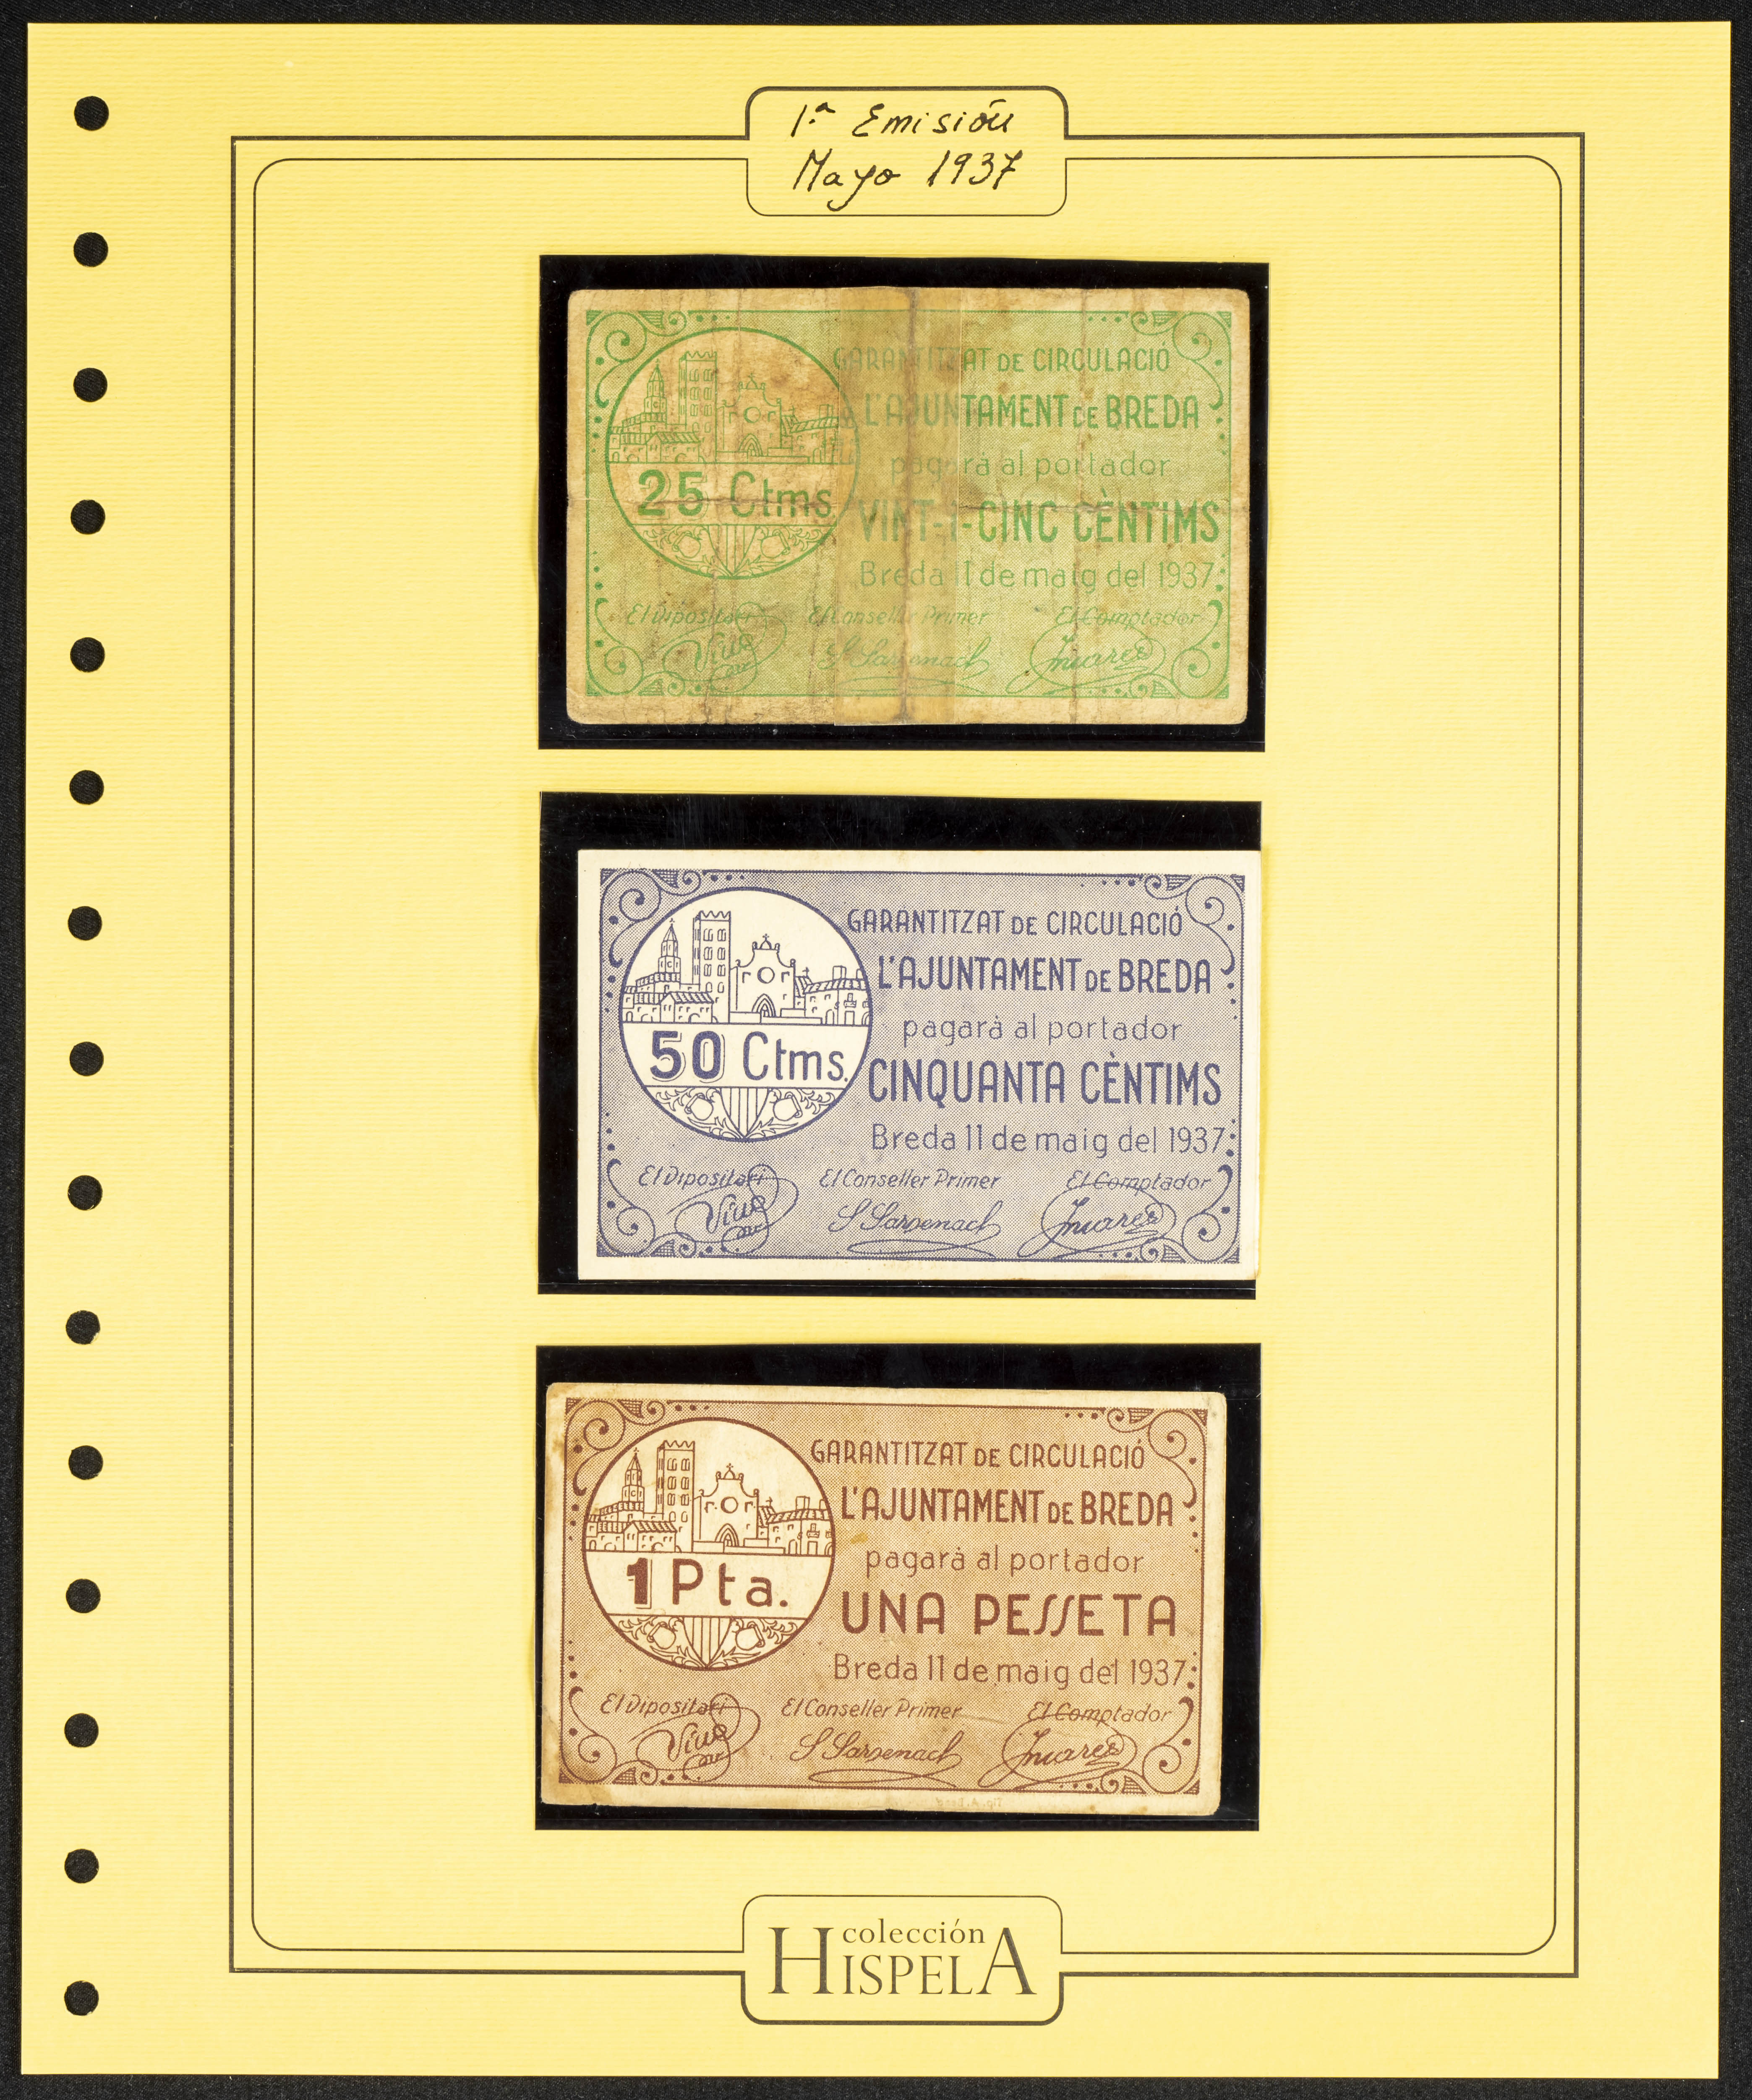 1ª Emisión
Mayo 1937
GARANTITZAT DE CIRCULACIÓ
L'AJUNTAMENT DE BREDA
pagarà al portador
VINT-I-CINC CÈNTIMS
Breda 11 de maig del 1937
25 Ctms
El Dipositari El Conseller Primer El Comptador
GARANTITZAT DE CIRCULACIÓ
L'AJUNTAMENT DE BREDA
pagarà al portador
CINQUANTA CÈNTIMS
Breda 11 de maig del 1937
50 Ctms.
El Dipositari El Conseller Primer El Comptador
GARANTITZAT DE CIRCULACIÓ
L'AJUNTAMENT DE BREDA
pagarà al portador
UNA PESSETA
Breda 11 de maig del 1937
1 Pta.
El Dipositari El Conseller Primer El Comptador
colección
HISPELA